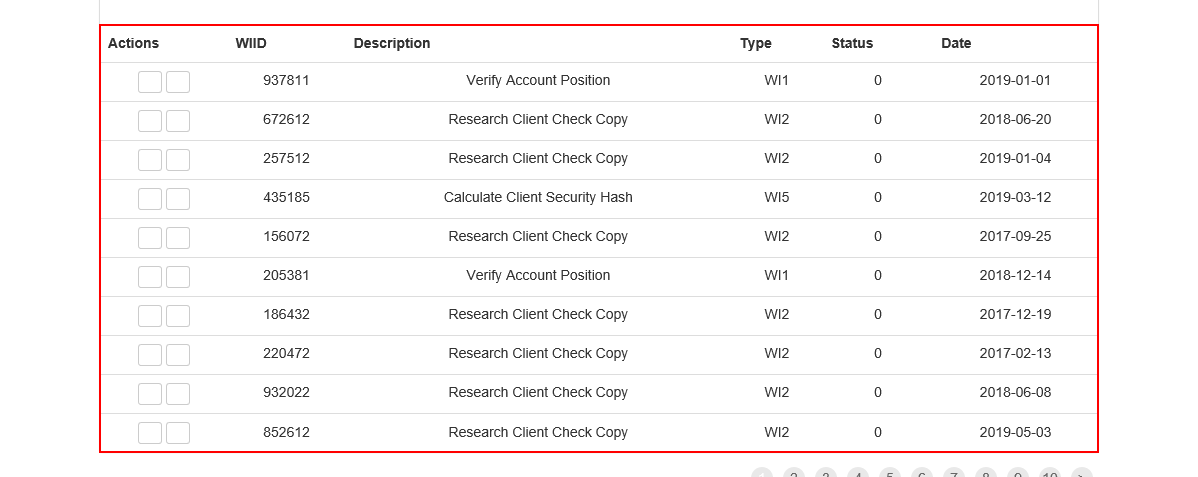 Actions WIID Description Type Status Date
937811 Verify Account Position WI1 0 2019-01-01
672612 Research Client Check Copy WI2 0 2018-06-20
257512 Research Client Check Copy WI2 0 2019-01-04
435185 Calculate Client Security Hash WI5 0 2019-03-12
156072 Research Client Check Copy WI2 0 2017-09-25
205381 Verify Account Position WI1 0 2018-12-14
186432 Research Client Check Copy WI2 0 2017-12-19
220472 Research Client Check Copy WI2 0 2017-02-13
932022 Research Client Check Copy WI2 0 2018-06-08
852612 Research Client Check Copy WI2 0 2019-05-03
1 2 3 4 5 6 7 8 9 10 >